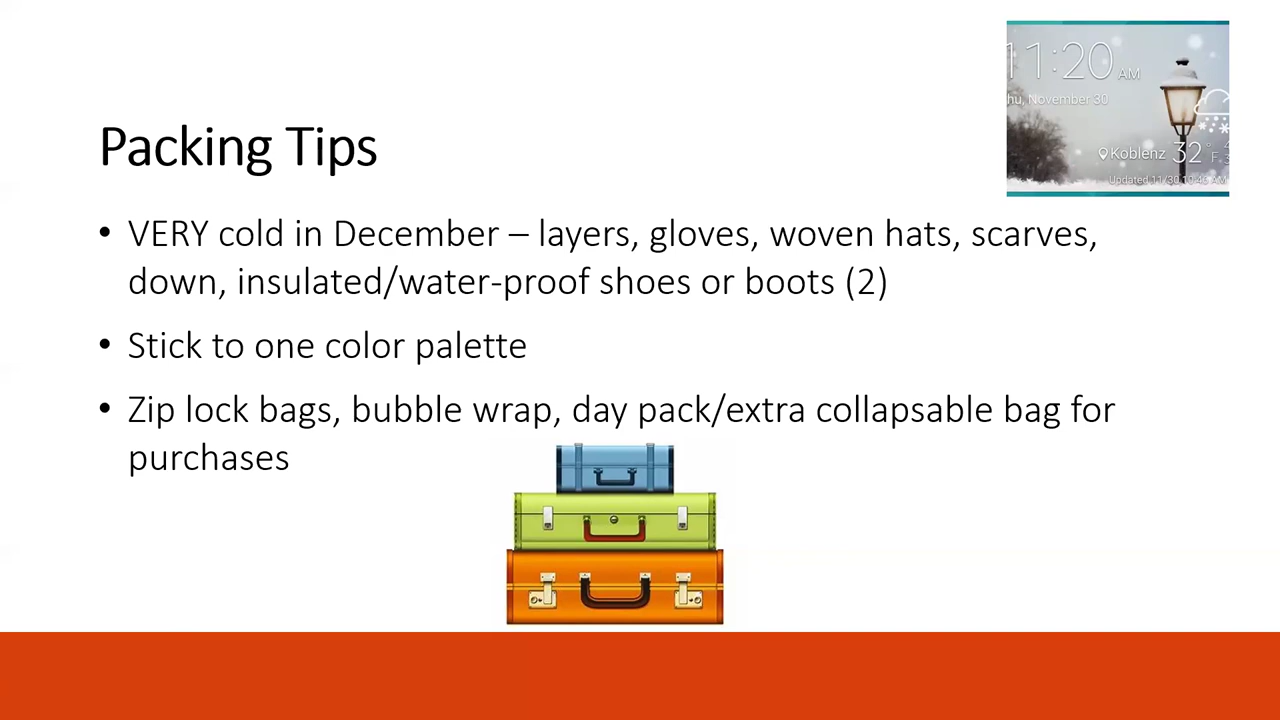 11:20 AM
hu, November 30
Koblenz 32° F
Updated 11/30 10:46 AM
Packing Tips
• VERY cold in December – layers, gloves, woven hats, scarves,
down, insulated/water-proof shoes or boots (2)
• Stick to one color palette
• Zip lock bags, bubble wrap, day pack/extra collapsable bag for
purchases